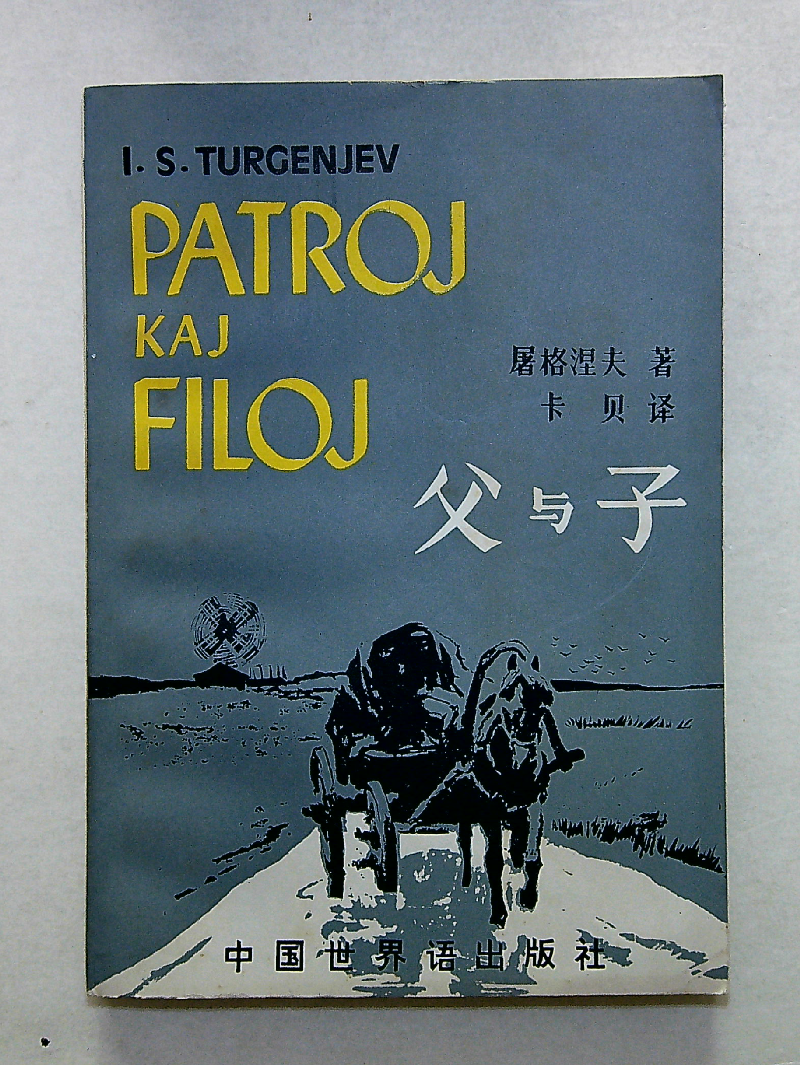 I. S. TURGENJEV
PATROJ
KAJ
FILOJ
屠格涅夫 著
卡 贝 译
父与子
中国世界语出版社